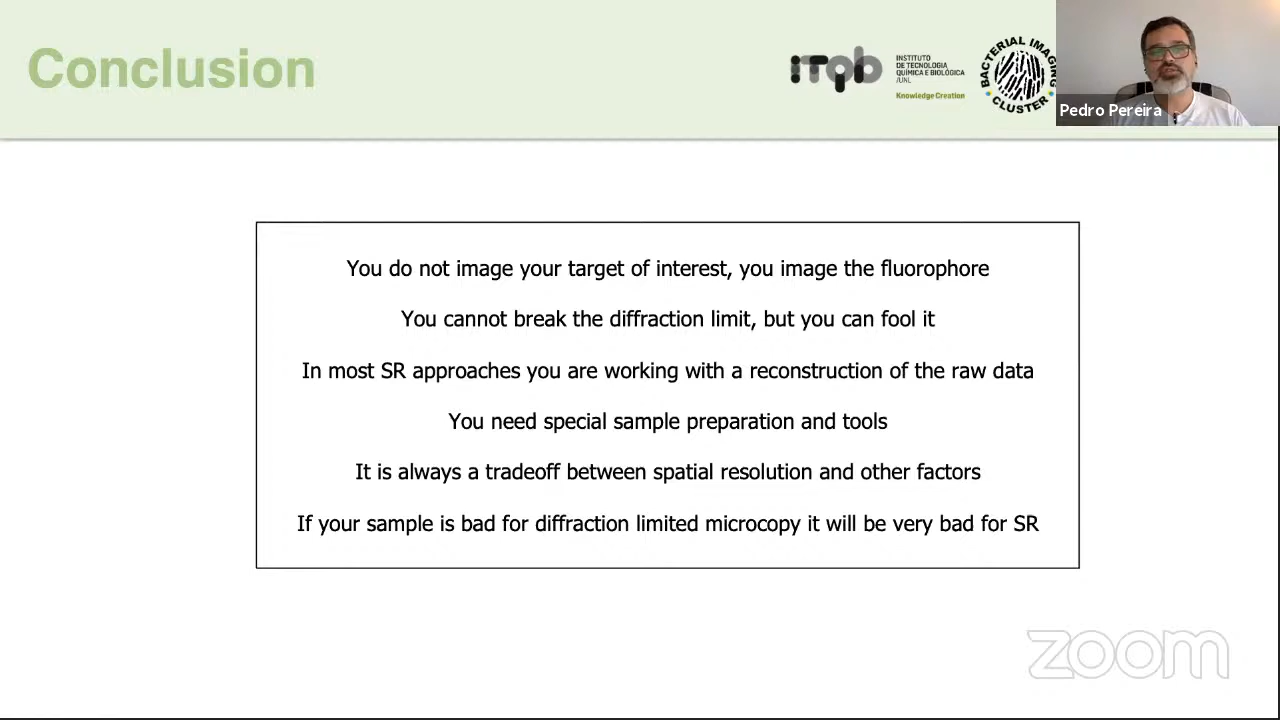 Conclusion
iTqb
INSTITUTO
DE TECNOLOGIA
QUÍMICA E BIOLÓGICA
/UNL
Knowledge Creation
BACTERIAL IMAGING
CLUSTER
Pedro Pereira
You do not image your target of interest, you image the fluorophore
You cannot break the diffraction limit, but you can fool it
In most SR approaches you are working with a reconstruction of the raw data
You need special sample preparation and tools
It is always a tradeoff between spatial resolution and other factors
If your sample is bad for diffraction limited microcopy it will be very bad for SR
zoom